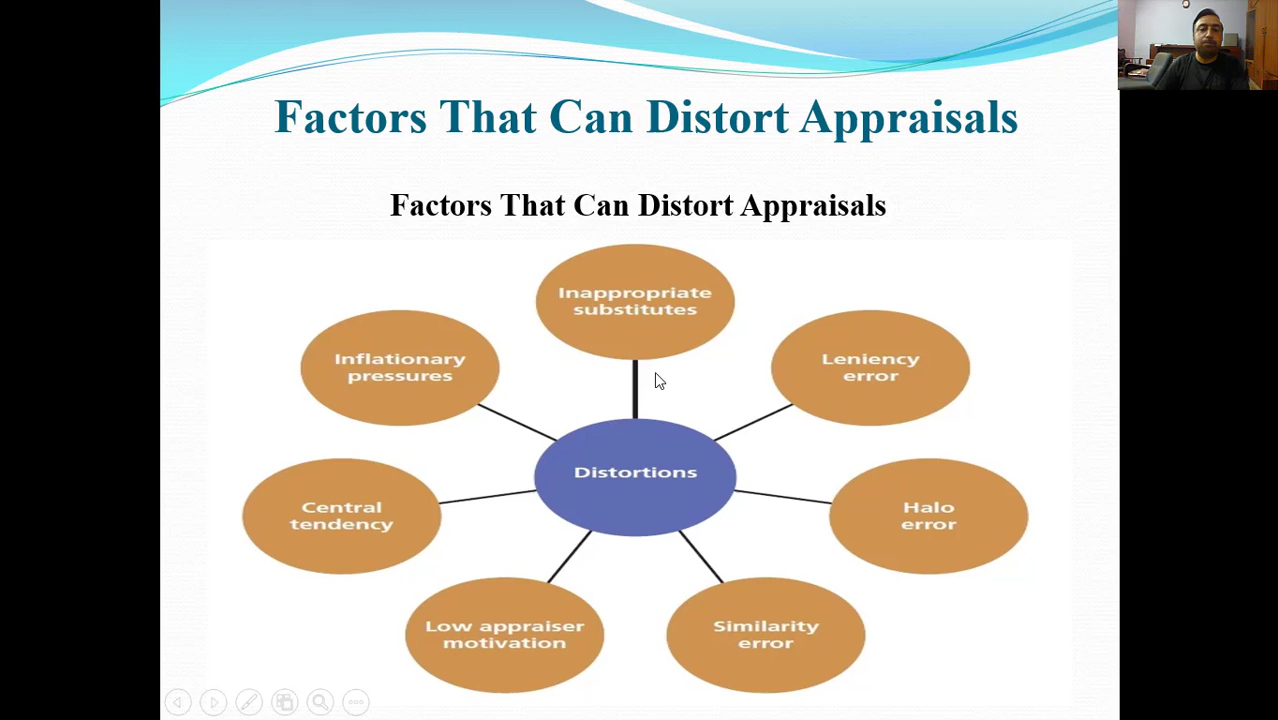 Factors That Can Distort Appraisals
Factors That Can Distort Appraisals
Inappropriate
substitutes
Inflationary
pressures
Leniency
error
Distortions
Central
tendency
Halo
error
Low appraiser
motivation
Similarity
error